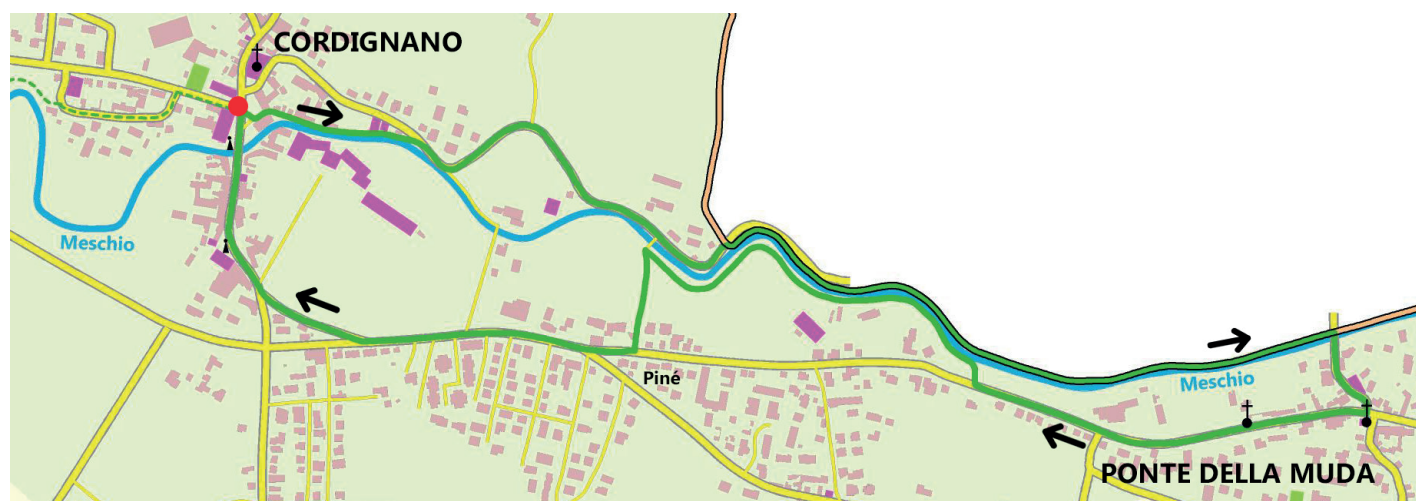 CORDIGNANO
Meschio
Piné
Meschio
PONTE DELLA MUDA